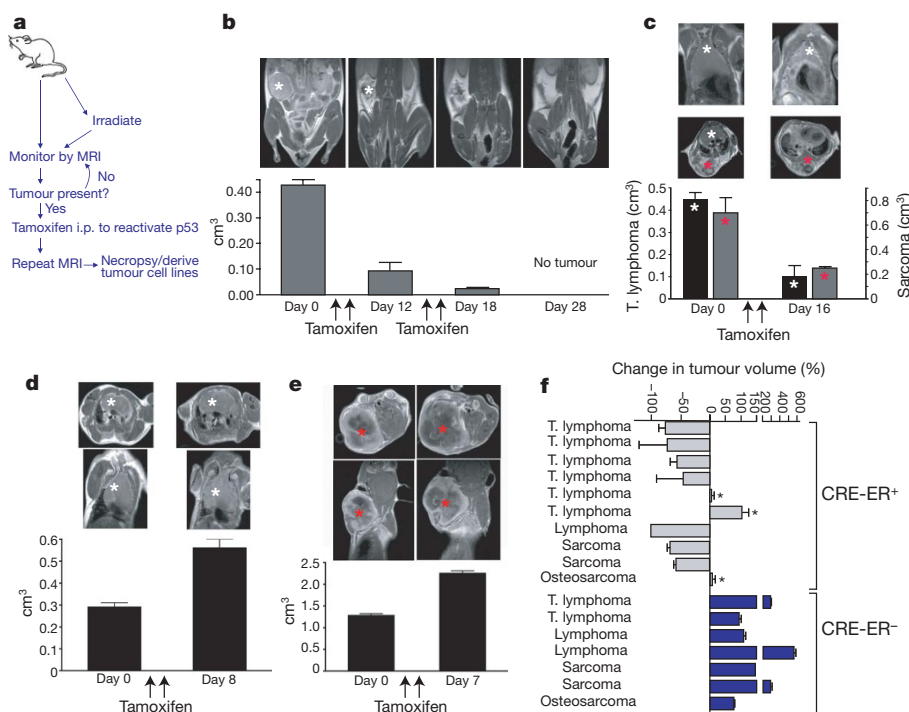 a
Irradiate
Monitor by MRI
No
Tumour present?
Yes
Tamoxifen i.p. to reactivate p53
Repeat MRI
Necropsy/derive
tumour cell lines
b
*
*
cm3
0.40
0.30
0.20
0.10
0.00
No tumour
Day 0
Day 12
Day 18
Day 28
Tamoxifen
Tamoxifen
c
*
*
*
*
*
T. lymphoma (cm3)
0.5
0.4
0.3
0.2
0.1
0
*
*
*
*
0.8
0.6
0.4
0.2
0
Sarcoma (cm3)
Day 0
Day 16
Tamoxifen
d
*
*
*
*
cm3
0.6
0.5
0.4
0.3
0.2
0.1
0
Day 0
Day 8
Tamoxifen
e
*
*
*
*
cm3
2.5
2.0
1.5
1.0
0.5
0
Day 0
Day 7
Tamoxifen
f
Change in tumour volume (%)
−100
−50
0
50
100
150
200
400
600
T. lymphoma
T. lymphoma
T. lymphoma
T. lymphoma
T. lymphoma *
T. lymphoma *
Lymphoma
Sarcoma
Sarcoma
Osteosarcoma *
CRE-ER+
T. lymphoma
T. lymphoma
Lymphoma
Lymphoma
Sarcoma
Sarcoma
Osteosarcoma
CRE-ER−